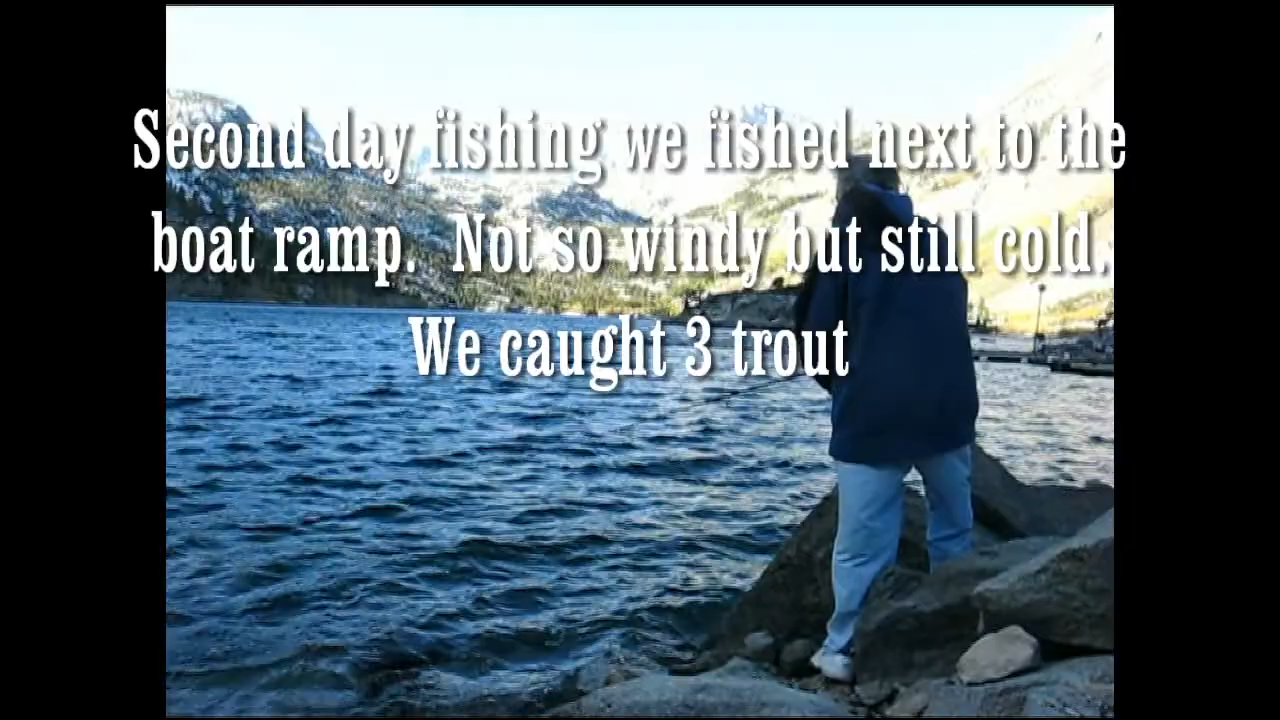 Second day fishing we fished next to the
boat ramp. Not so windy but still cold.
We caught 3 trout